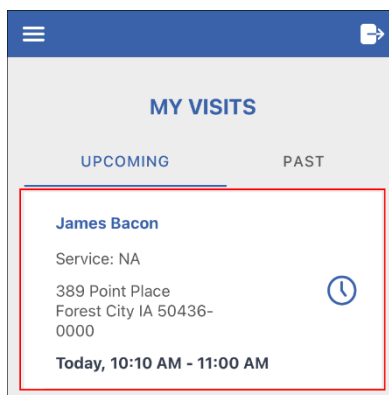 MY VISITS
UPCOMING
PAST
James Bacon
Service: NA
389 Point Place
Forest City IA 50436-
0000
Today, 10:10 AM - 11:00 AM